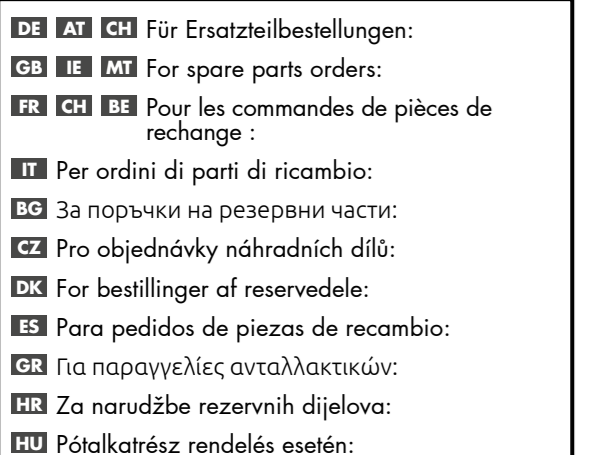 DE AT CH Für Ersatzteilbestellungen:
GB IE MT For spare parts orders:
FR CH BE Pour les commandes de pièces de
rechange :
IT Per ordini di parti di ricambio:
BG За поръчки на резервни части:
CZ Pro objednávky náhradních dílů:
DK For bestillinger af reservedele:
ES Para pedidos de piezas de recambio:
GR Για παραγγελίες ανταλλακτικών:
HR Za narudžbe rezervnih dijelova:
HU Pótalkatrész rendelés esetén: